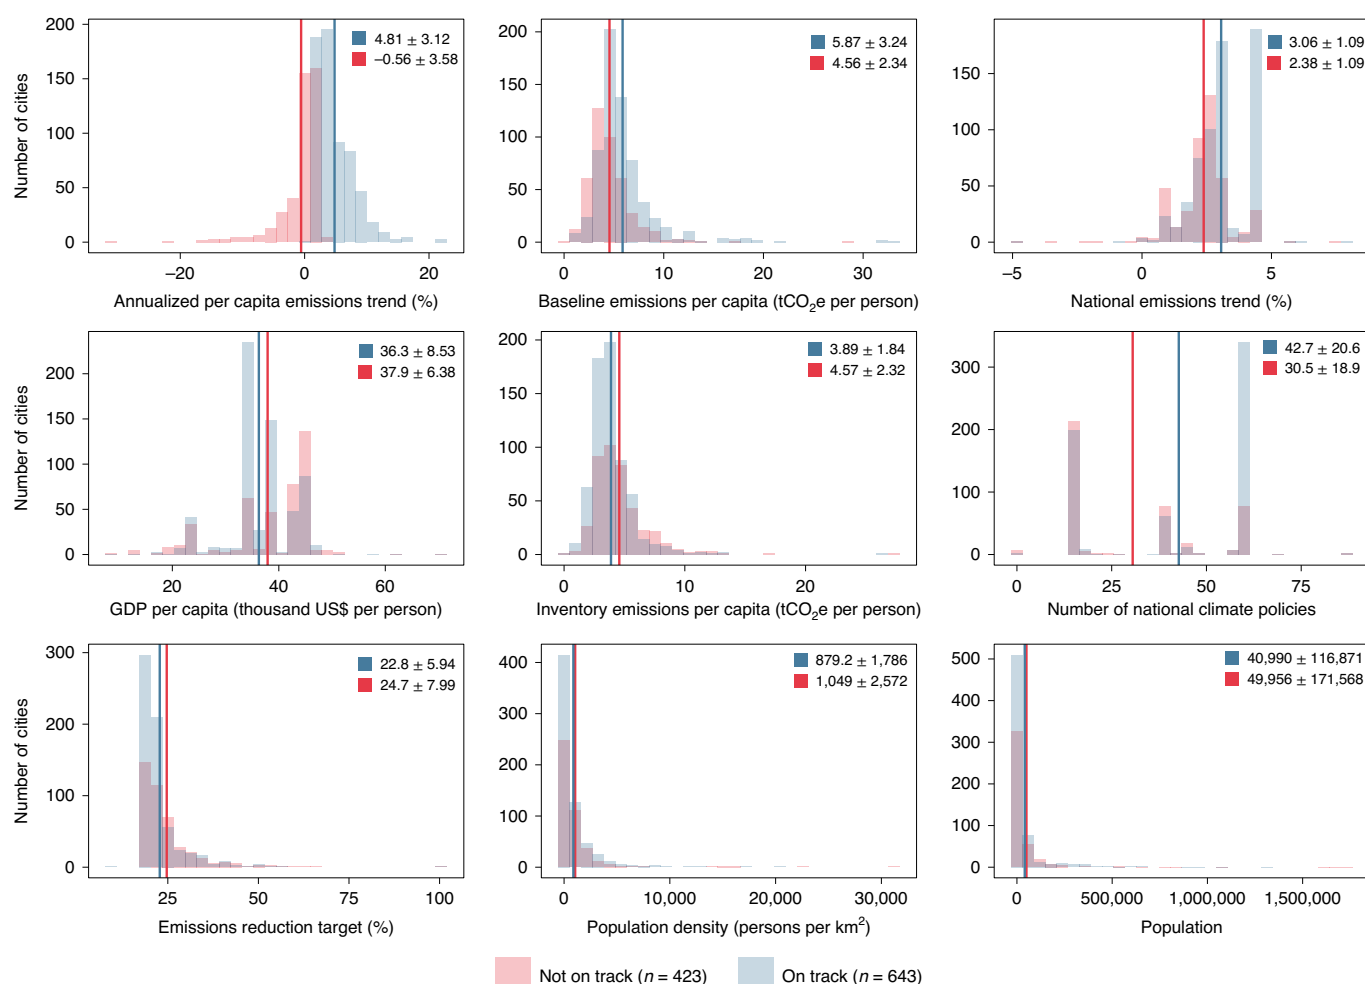 200
150
100
50
0
Number of cities
4.81 ± 3.12
–0.56 ± 3.58
–20
0
20
Annualized per capita emissions trend (%)
200
150
100
50
0
5.87 ± 3.24
4.56 ± 2.34
0
10
20
30
Baseline emissions per capita (tCO₂e per person)
150
100
50
0
3.06 ± 1.09
2.38 ± 1.09
–5
0
5
National emissions trend (%)
200
150
100
50
0
Number of cities
36.3 ± 8.53
37.9 ± 6.38
20
40
60
GDP per capita (thousand US$ per person)
200
150
100
50
0
3.89 ± 1.84
4.57 ± 2.32
0
10
20
Inventory emissions per capita (tCO₂e per person)
300
200
100
0
42.7 ± 20.6
30.5 ± 18.9
0
25
50
75
Number of national climate policies
300
200
100
0
Number of cities
22.8 ± 5.94
24.7 ± 7.99
25
50
75
100
Emissions reduction target (%)
400
300
200
100
0
879.2 ± 1,786
1,049 ± 2,572
0
10,000
20,000
30,000
Population density (persons per km²)
500
400
300
200
100
0
40,990 ± 116,871
49,956 ± 171,568
0
500,000
1,000,000
1,500,000
Population
Not on track (n = 423)
On track (n = 643)